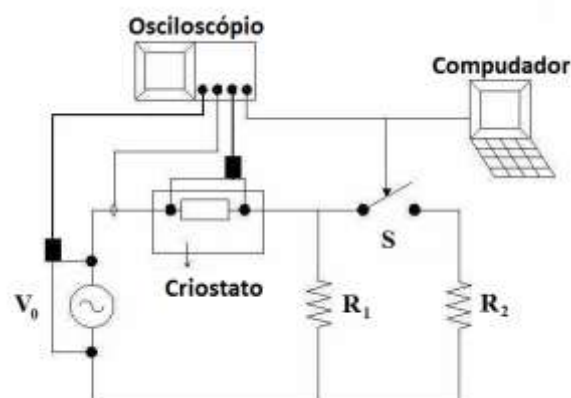 Osciloscópio
Compudador
Criostato
S
V₀
R₁
R₂